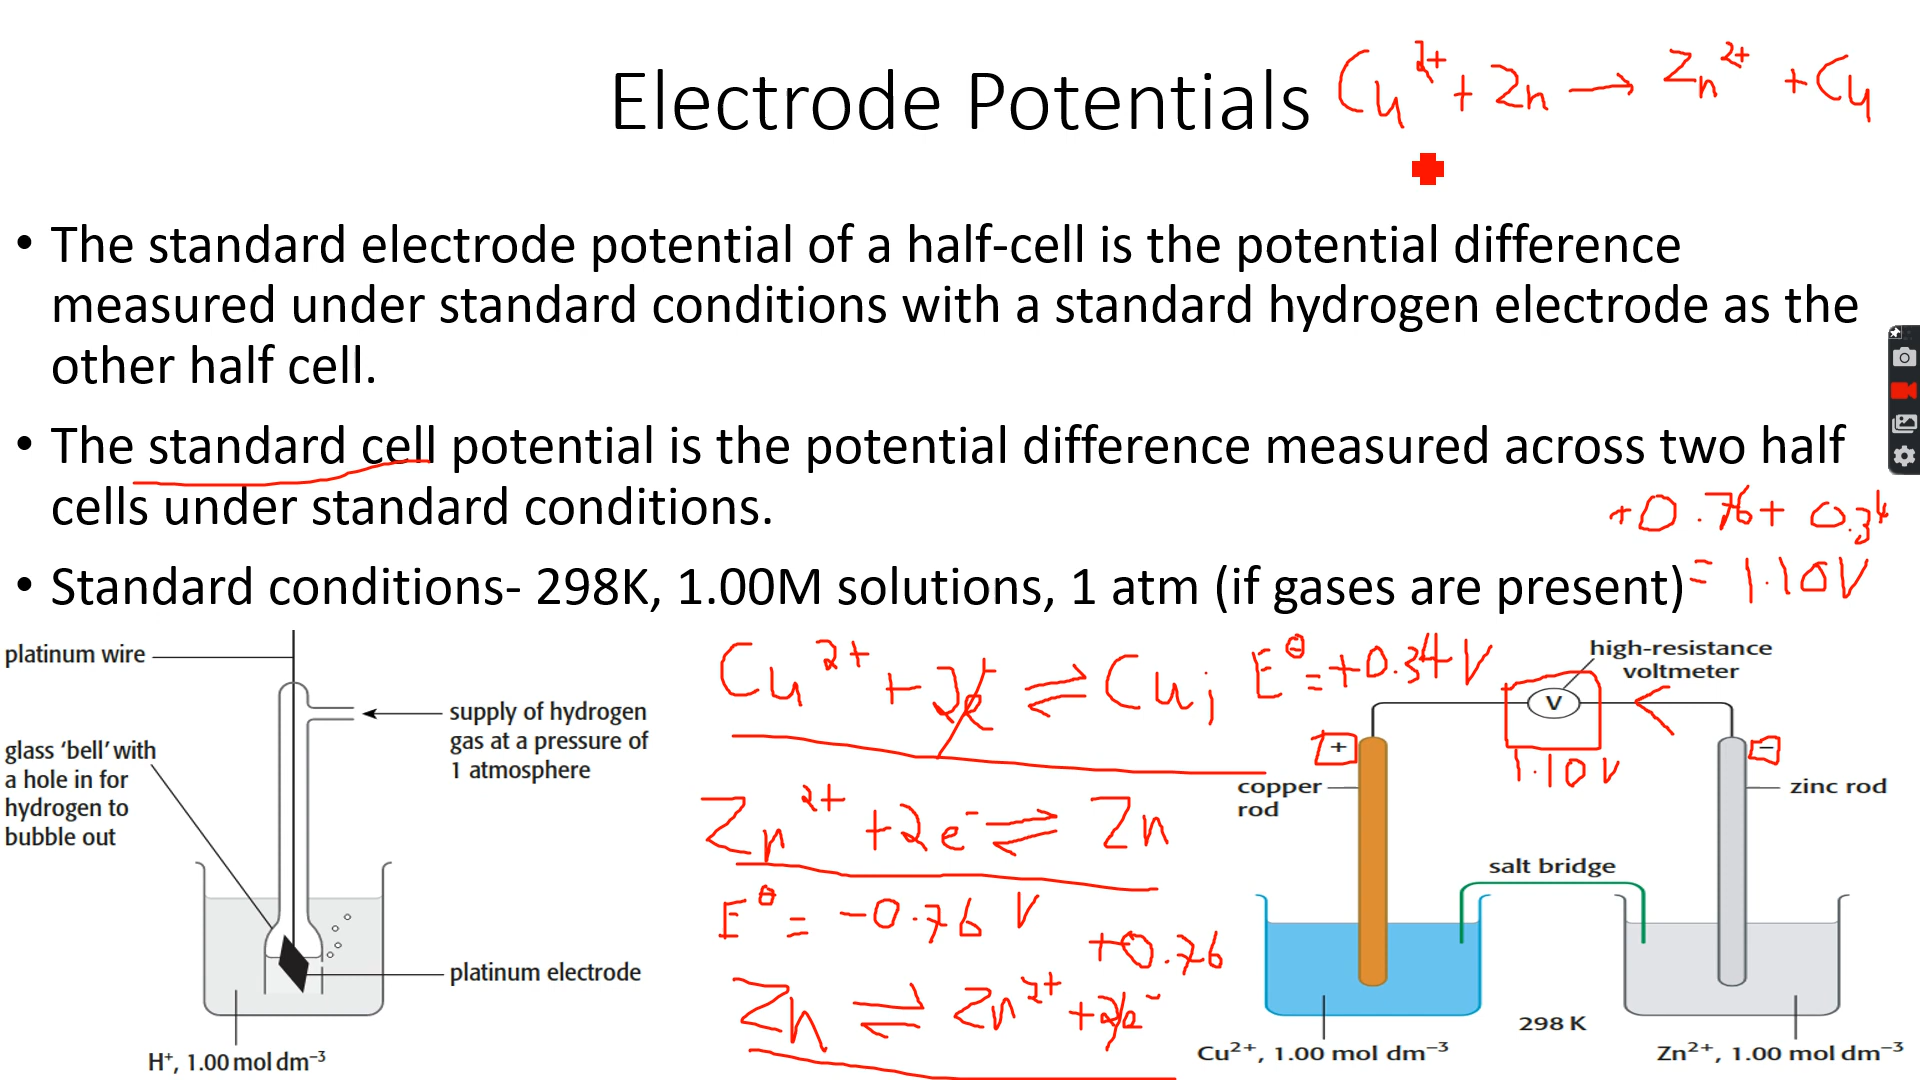 Electrode Potentials
Cu²⁺ + Zn → Zn²⁺ + Cu
• The standard electrode potential of a half-cell is the potential difference
measured under standard conditions with a standard hydrogen electrode as the
other half cell.
• The standard cell potential is the potential difference measured across two half
cells under standard conditions.
+0.76 + 0.34
• Standard conditions- 298K, 1.00M solutions, 1 atm (if gases are present)
= 1.10V
platinum wire
supply of hydrogen
gas at a pressure of
1 atmosphere
glass ‘bell’ with
a hole in for
hydrogen to
bubble out
platinum electrode
H⁺, 1.00 mol dm⁻³
Cu²⁺ + 2e⁻ ⇌ Cu; E^θ = +0.34 V
Zn²⁺ + 2e⁻ ⇌ Zn
E^θ = -0.76 V
+0.76
Zn ⇌ Zn²⁺ + 2e⁻
high-resistance
voltmeter
V
+
−
1.10 V
copper
rod
zinc rod
salt bridge
298 K
Cu²⁺, 1.00 mol dm⁻³
Zn²⁺, 1.00 mol dm⁻³